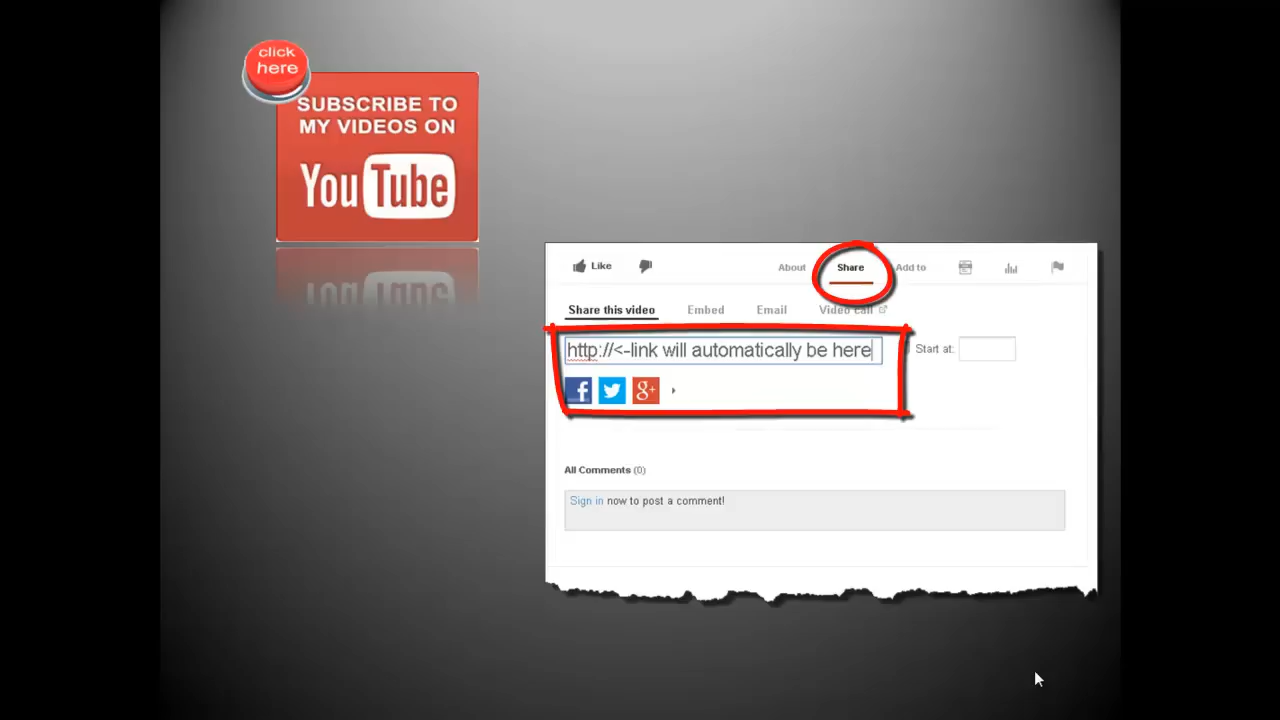 click
here
SUBSCRIBE TO
MY VIDEOS ON
YouTube
Like
About
Share
Add to
Share this video
Embed
Email
Video call
http://<-link will automatically be here
Start at:
f
g+
All Comments (0)
Sign in now to post a comment!